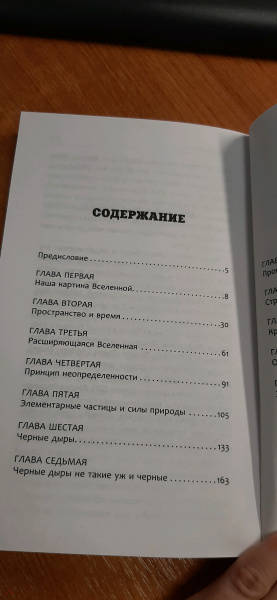 СОДЕРЖАНИЕ
Предисловие 5
ГЛАВА ПЕРВАЯ
Наша картина Вселенной 8
ГЛАВА ВТОРАЯ
Пространство и время 30
ГЛАВА ТРЕТЬЯ
Расширяющаяся Вселенная 61
ГЛАВА ЧЕТВЕРТАЯ
Принцип неопределенности 91
ГЛАВА ПЯТАЯ
Элементарные частицы и силы природы 105
ГЛАВА ШЕСТАЯ
Черные дыры 133
ГЛАВА СЕДЬМАЯ
Черные дыры не такие уж и черные 163